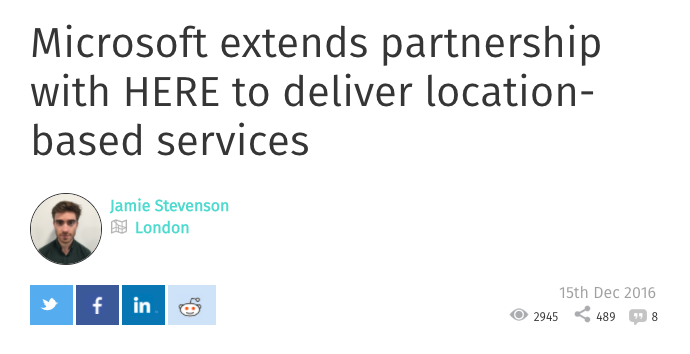 Microsoft extends partnership
with HERE to deliver location-
based services
Jamie Stevenson
London
in
15th Dec 2016
2945 489 8